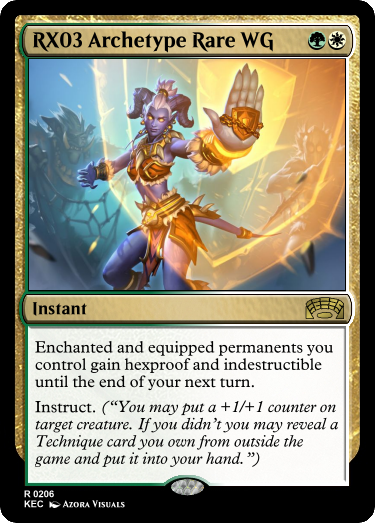 RX03 Archetype Rare WG
Instant
Enchanted and equipped permanents you
control gain hexproof and indestructible
until the end of your next turn.
Instruct. (“You may put a +1/+1 counter on
target creature. If you didn’t you may reveal a
Technique card you own from outside the
game and put it into your hand.”)
R 0206
KEC Azora Visuals